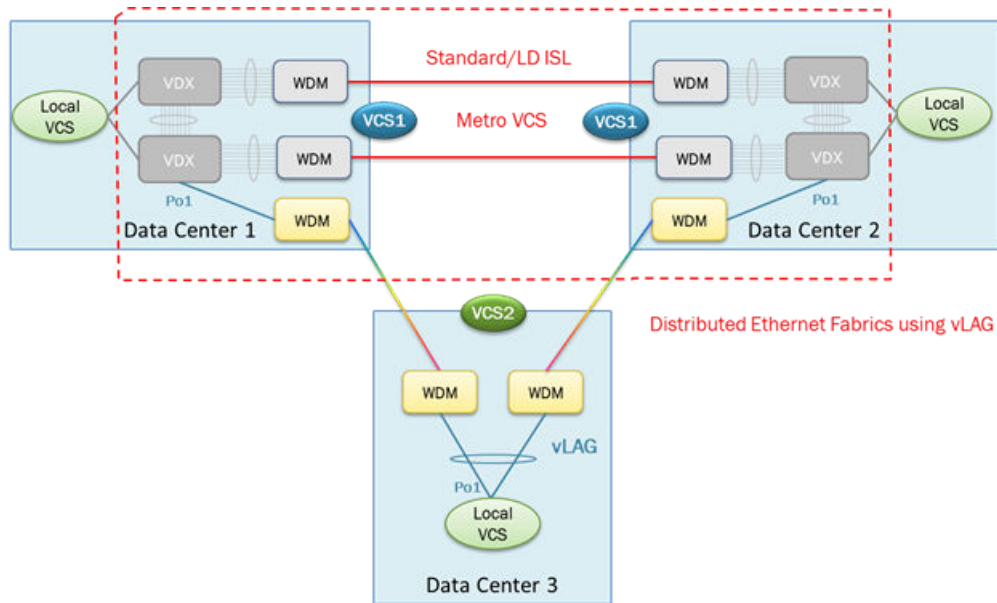 Standard/LD ISL
VDX
WDM
WDM
VDX
Local
VCS
VCS1
Metro VCS
VCS1
Local
VCS
VDX
WDM
WDM
VDX
Po1
WDM
WDM
Po1
Data Center 1
Data Center 2
VCS2
Distributed Ethernet Fabrics using vLAG
WDM
WDM
vLAG
Po1
Local
VCS
Data Center 3